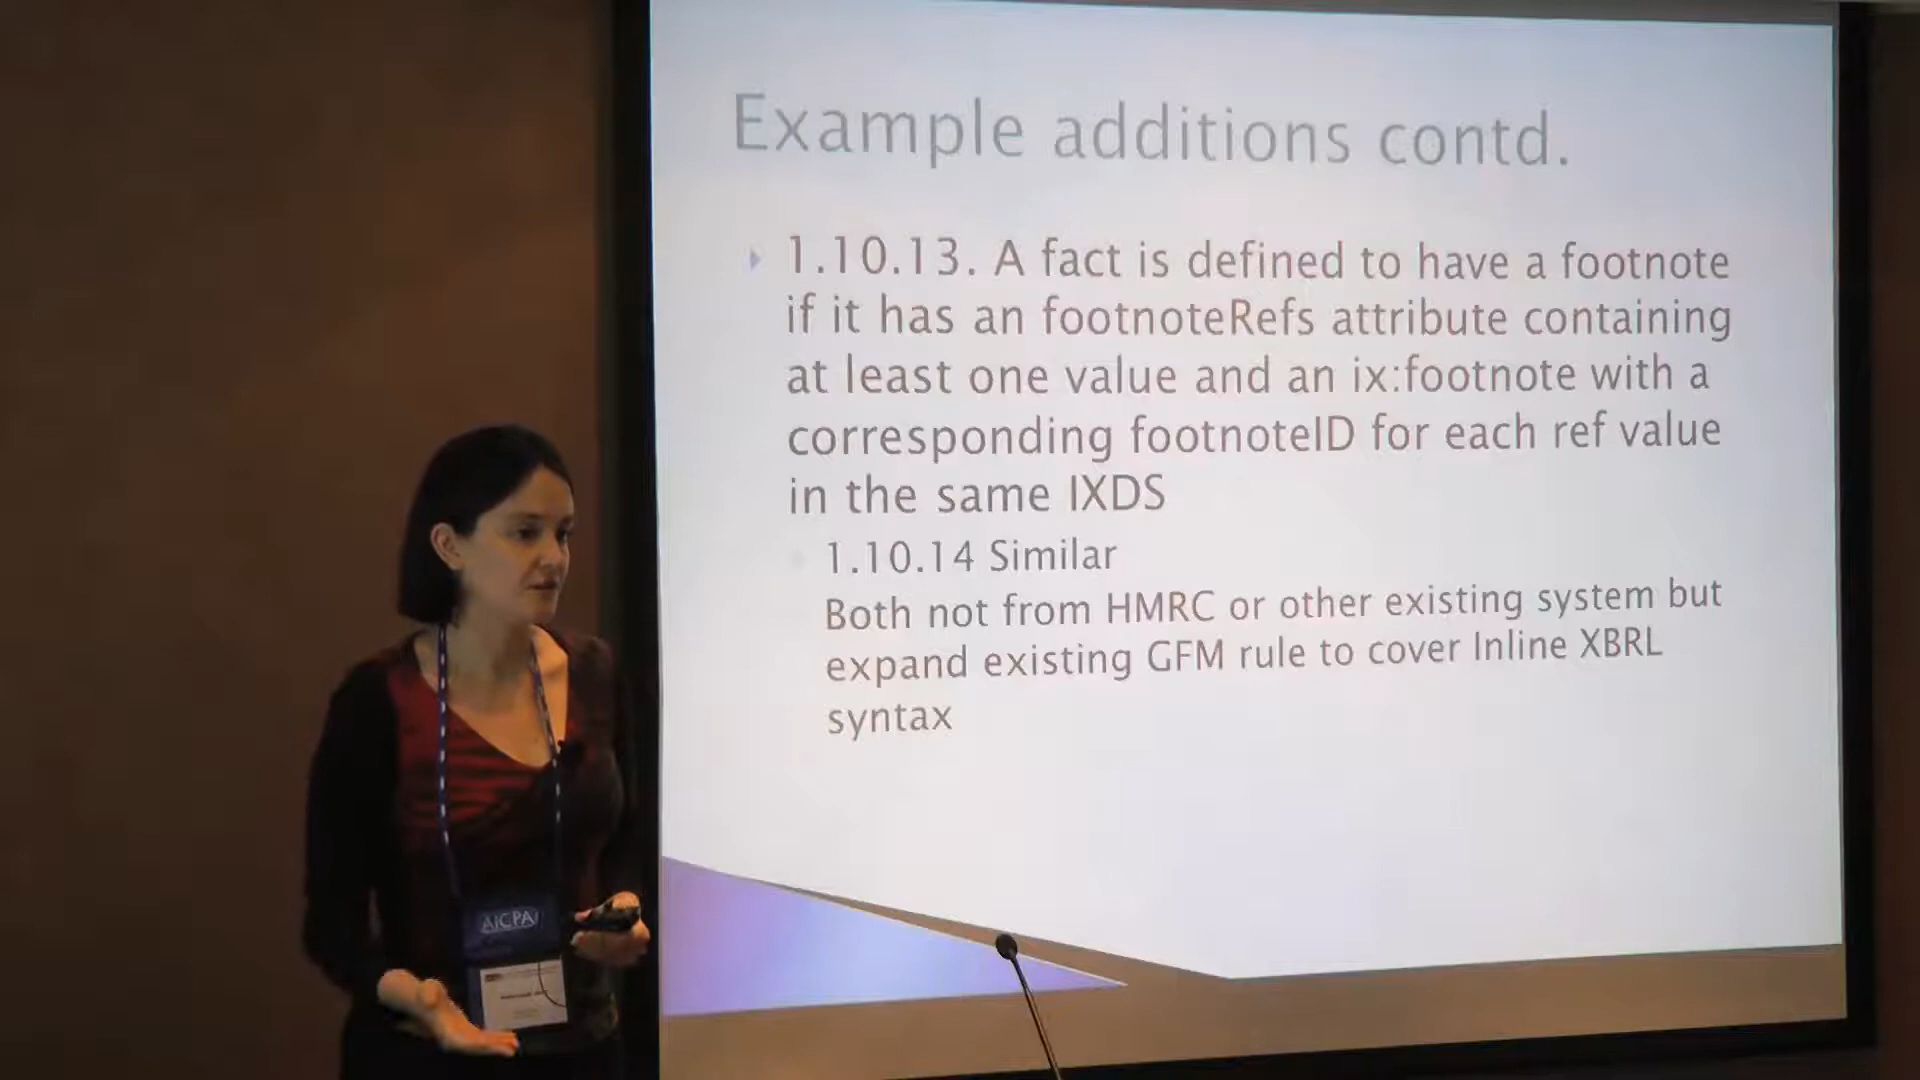 Example additions contd.
1.10.13. A fact is defined to have a footnote
if it has an footnoteRefs attribute containing
at least one value and an ix:footnote with a
corresponding footnoteID for each ref value
in the same IXDS
1.10.14 Similar
Both not from HMRC or other existing system but
expand existing GFM rule to cover Inline XBRL
syntax
AICPA